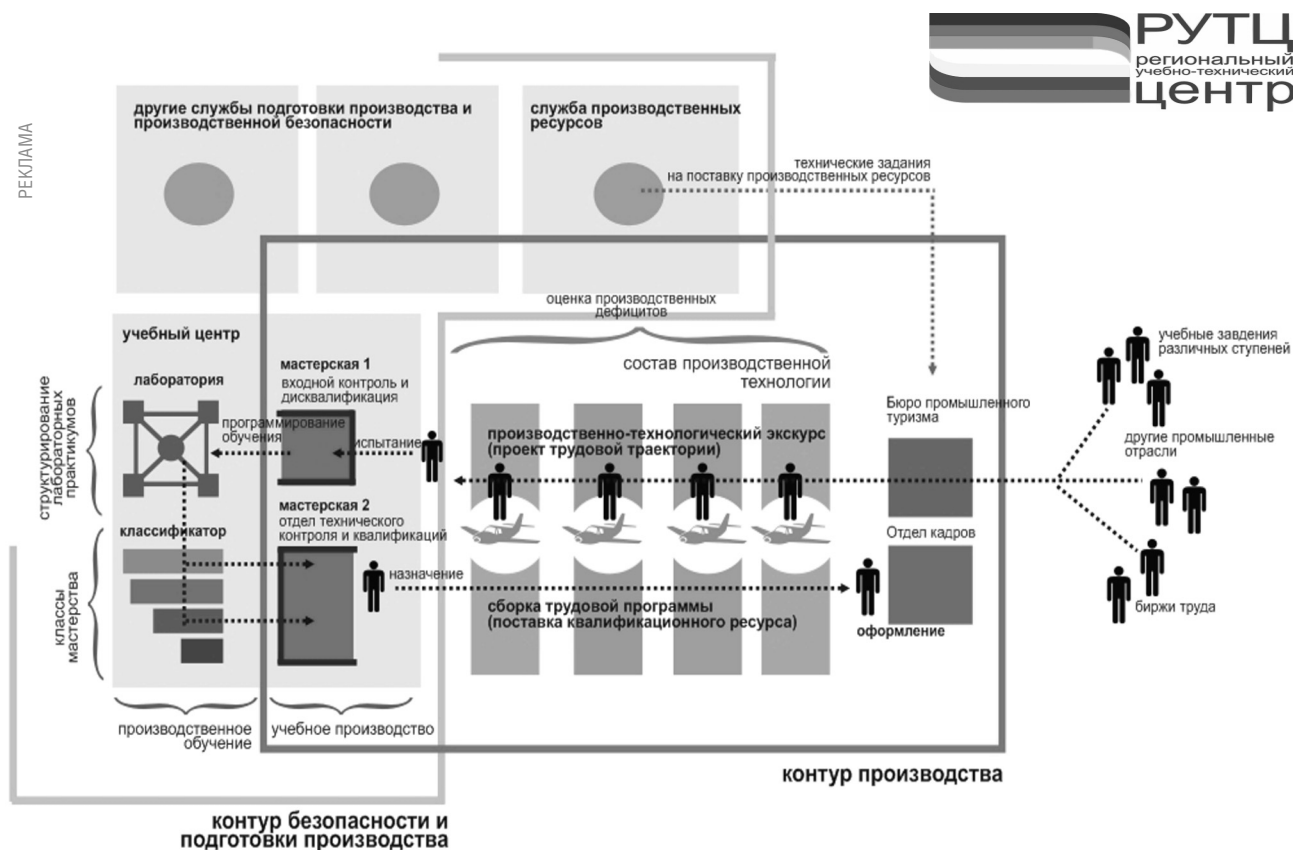 РУТЦ
региональный
учебно-технический
центр
РЕКЛАМА
другие службы подготовки производства и
производственной безопасности
служба производственных
ресурсов
технические задания
на поставку производственных ресурсов
оценка производственных
дефицитов
учебный центр
мастерская 1
входной контроль и
дисквалификация
состав производственной
технологии
учебные завдения
различных ступеней
лаборатория
структурирование
лабораторных
практикумов
программирование
обучения
испытание
производственно-технологический экскурс
(проект трудовой траектории)
Бюро промышленного
туризма
другие промышленные
отрасли
мастерская 2
отдел технического
контроля и квалификаций
классификатор
Отдел кадров
классы
мастерства
назначение
сборка трудовой программы
(поставка квалификационного ресурса)
оформление
биржи труда
производственное
обучение
учебное производство
контур производства
контур безопасности и
подготовки производства